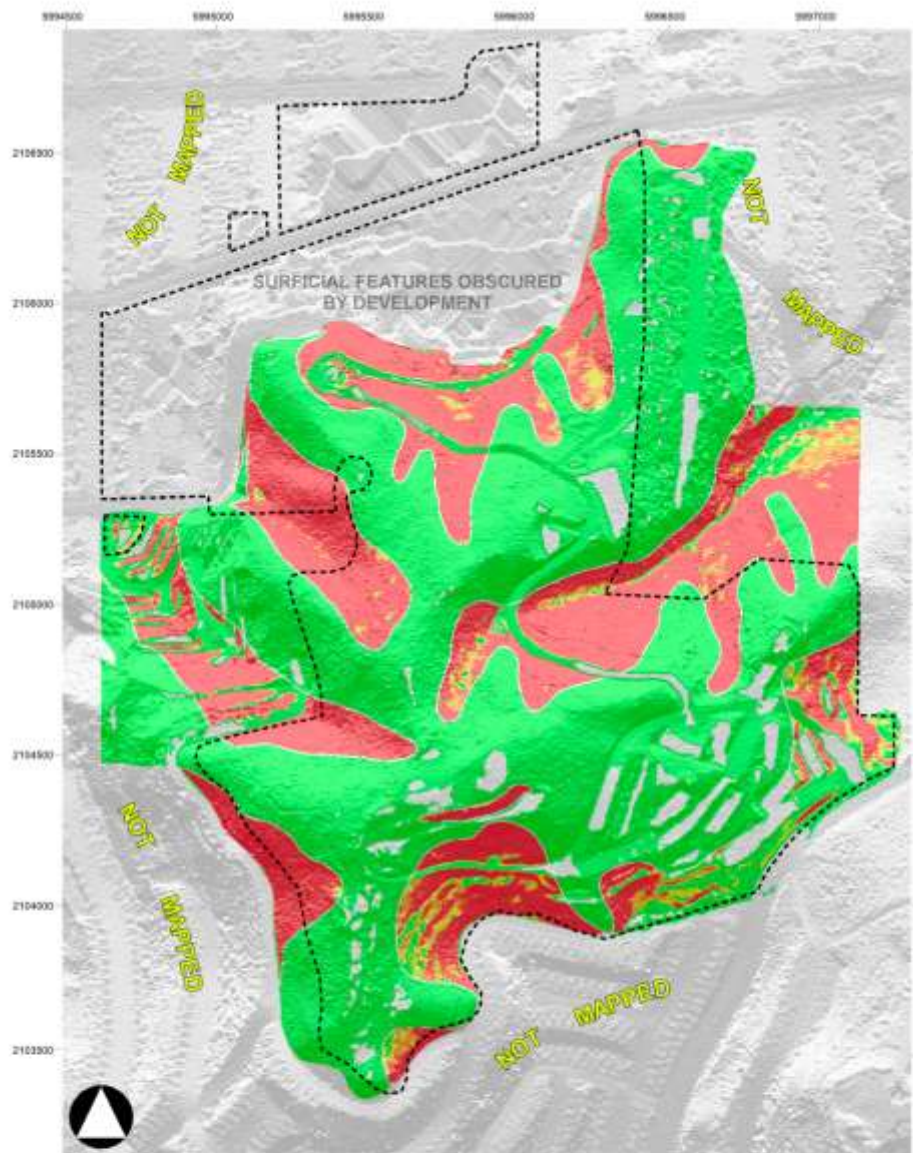 5994500 5995000 5995500 5996000 5996500 5997000
NOT MAPPED
2106500
NOT MAPPED
SURFICIAL FEATURES OBSCURED
BY DEVELOPMENT
2106000
2105500
2105000
2104500
NOT MAPPED
2104000
NOT MAPPED
2103500